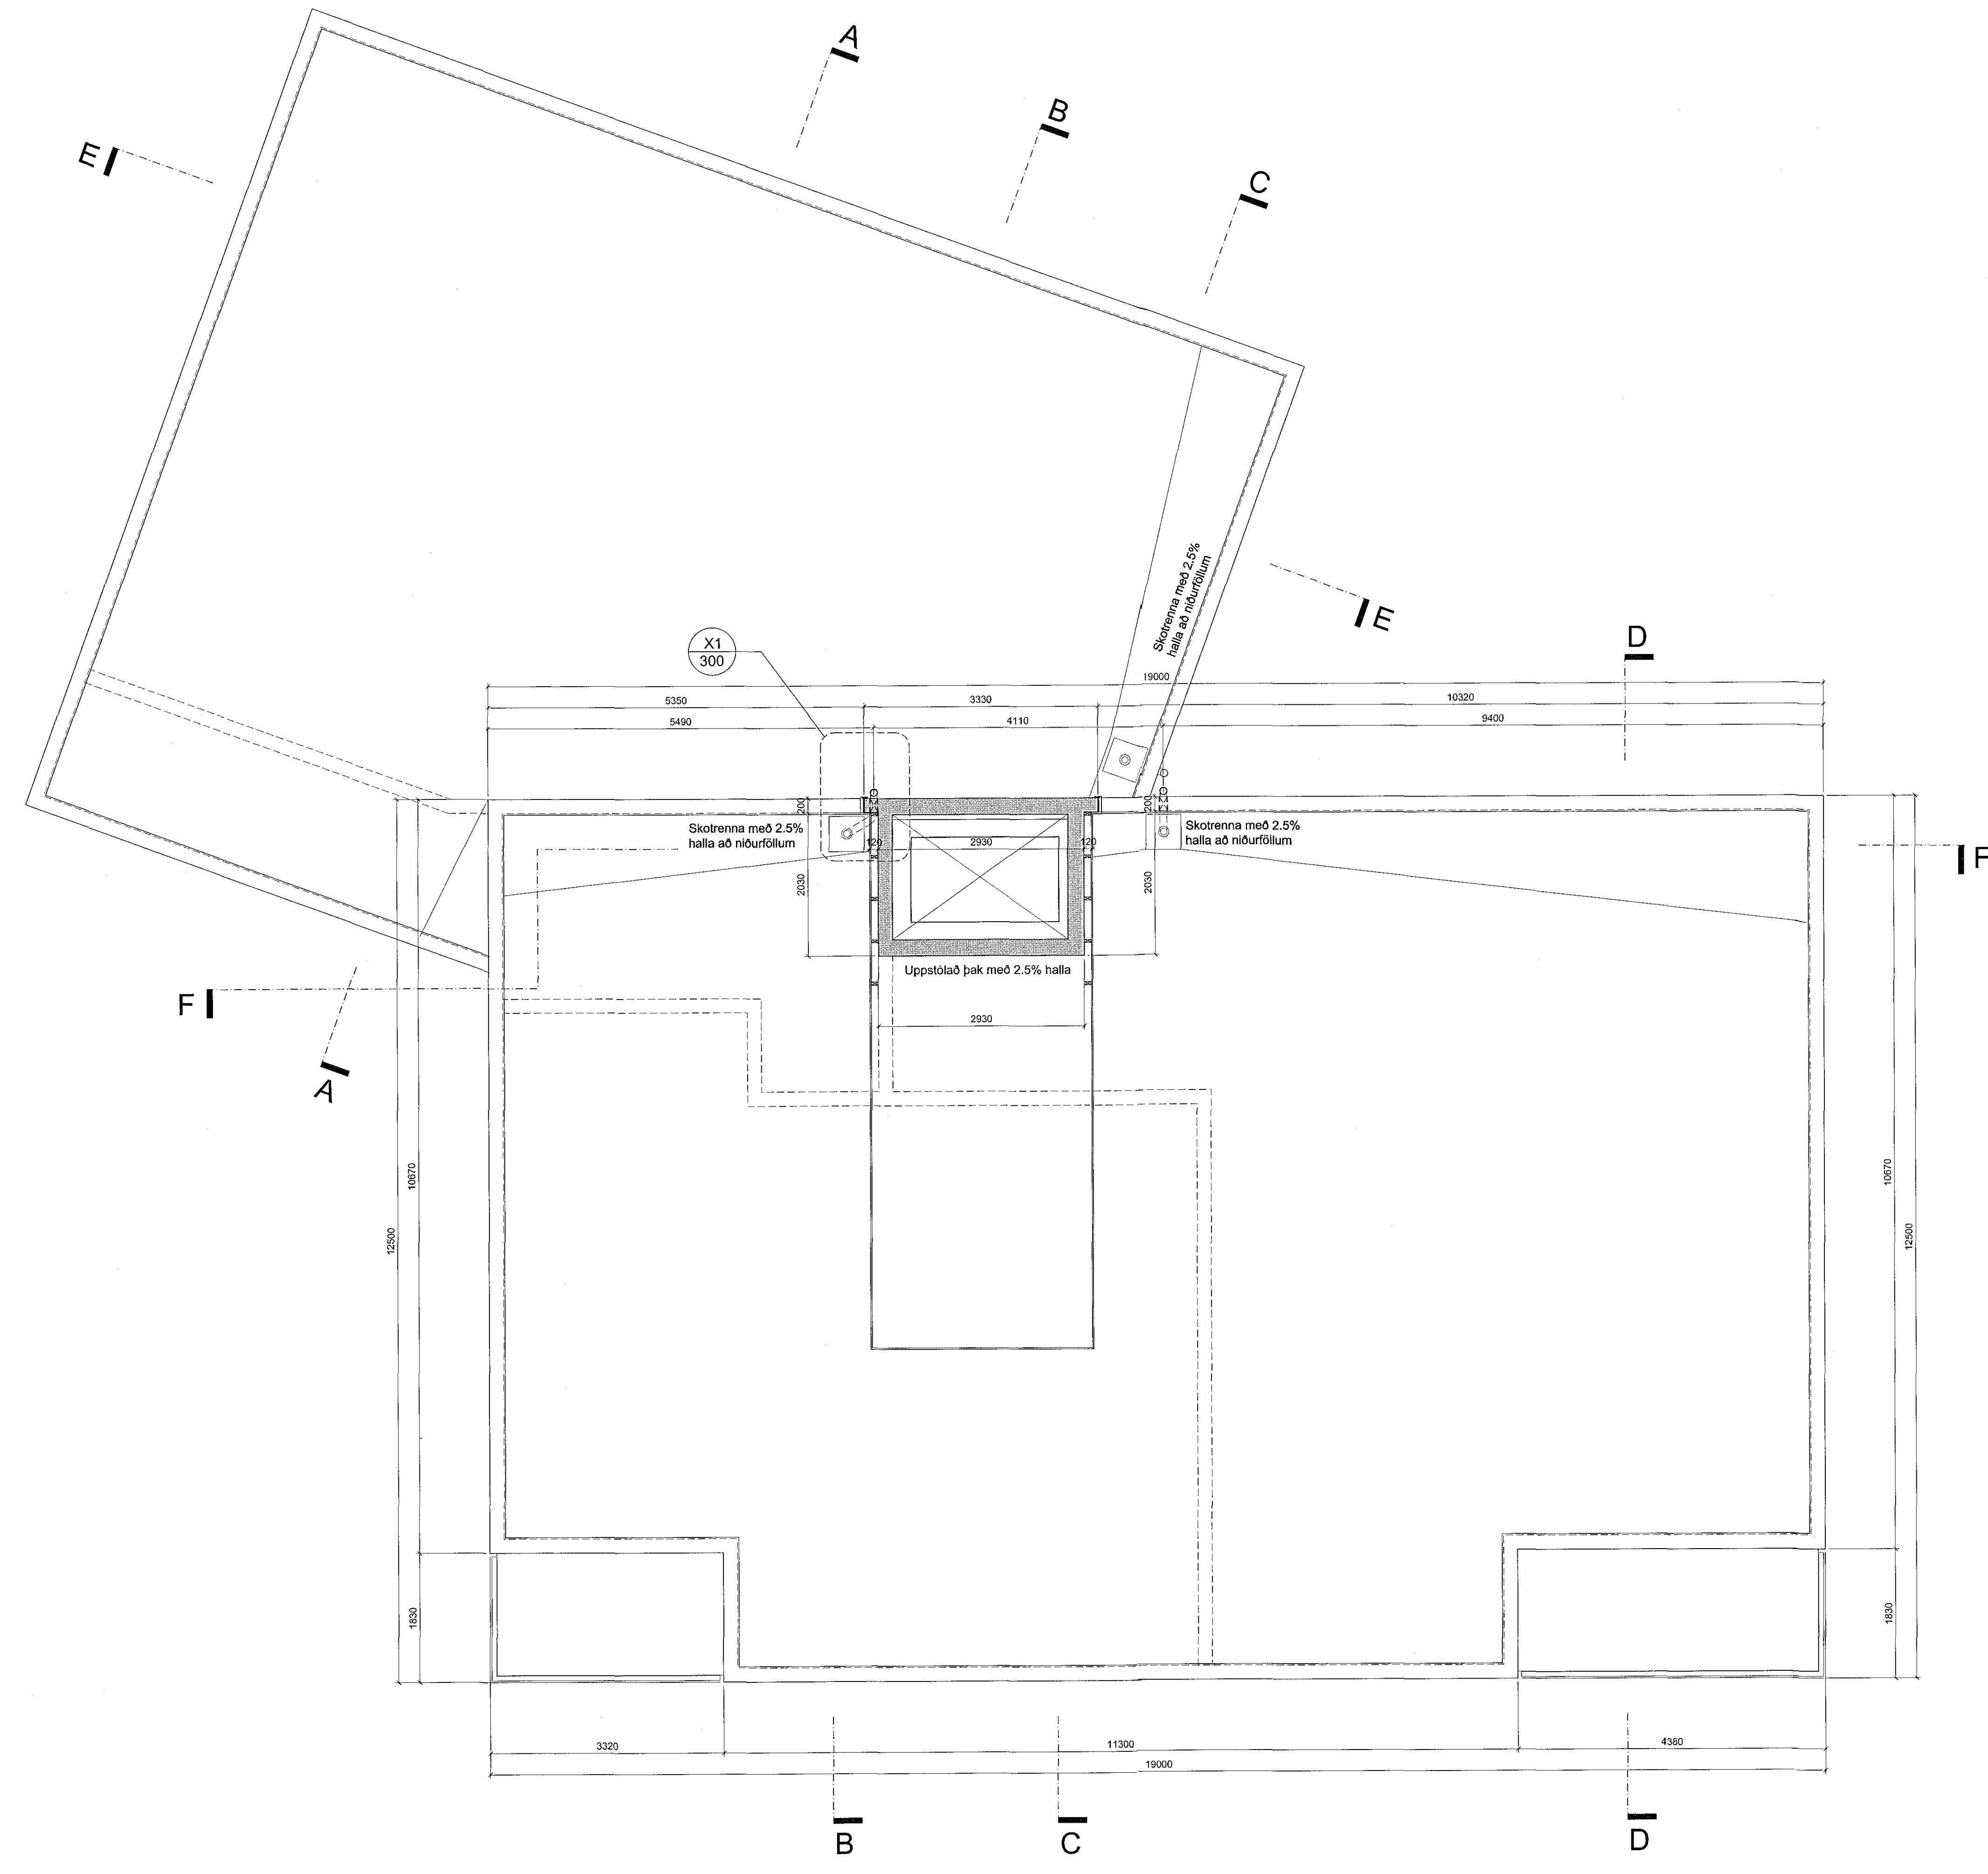 A
B
C
E
Skotrenna með 2.5%
halla að niðurföllum
E
D
X1
300
19000
5350
3330
10320
5490
4110
9400
200
200
Skotrenna með 2.5%
halla að niðurföllum
120
2930
120
Skotrenna með 2.5%
halla að niðurföllum
F
2030
2030
Uppstólað þak með 2.5% halla
F
2930
A
10670
12500
10670
12500
1830
1830
3320
11300
4380
19000
B
C
D